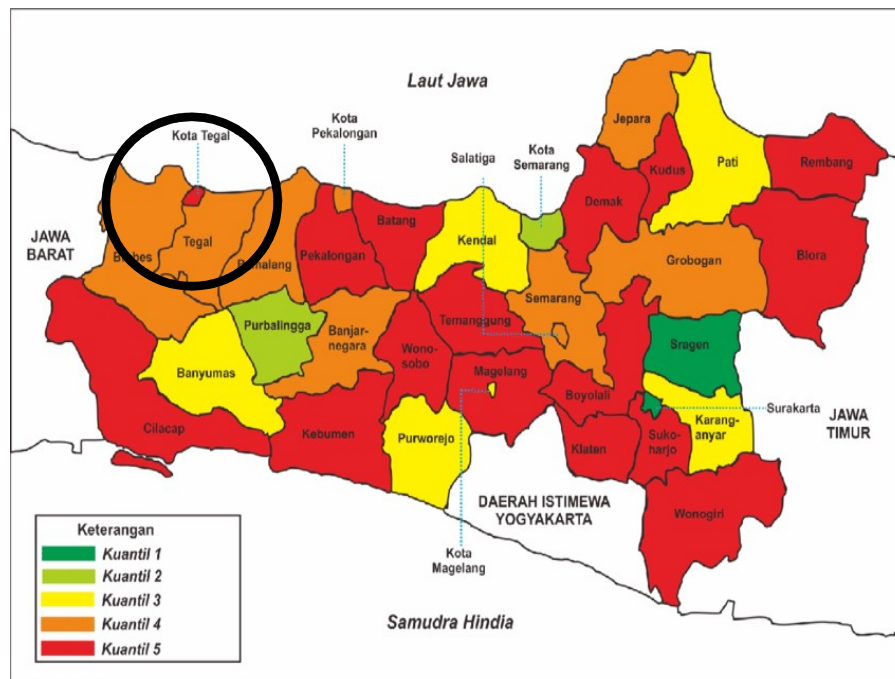 Laut Jawa
Kota Tegal
Kota
Pekalongan
Salatiga
Kota
Semarang
Jepara
Kudus
Pati
Rembang
Demak
Batang
Kendal
JAWA
BARAT
Brebes
Tegal
Pemalang
Pekalongan
Grobogan
Blora
Semarang
Temanggung
Purbalingga
Banjar-
negara
Wono-
sobo
Sragen
Banyumas
Magelang
Boyolali
Surakarta
JAWA
TIMUR
Cilacap
Kebumen
Purworejo
Klaten
Suko-
harjo
Karang-
anyar
DAERAH ISTIMEWA
YOGYAKARTA
Wonogiri
Kota
Magelang
Samudra Hindia
Keterangan
Kuantil 1
Kuantil 2
Kuantil 3
Kuantil 4
Kuantil 5